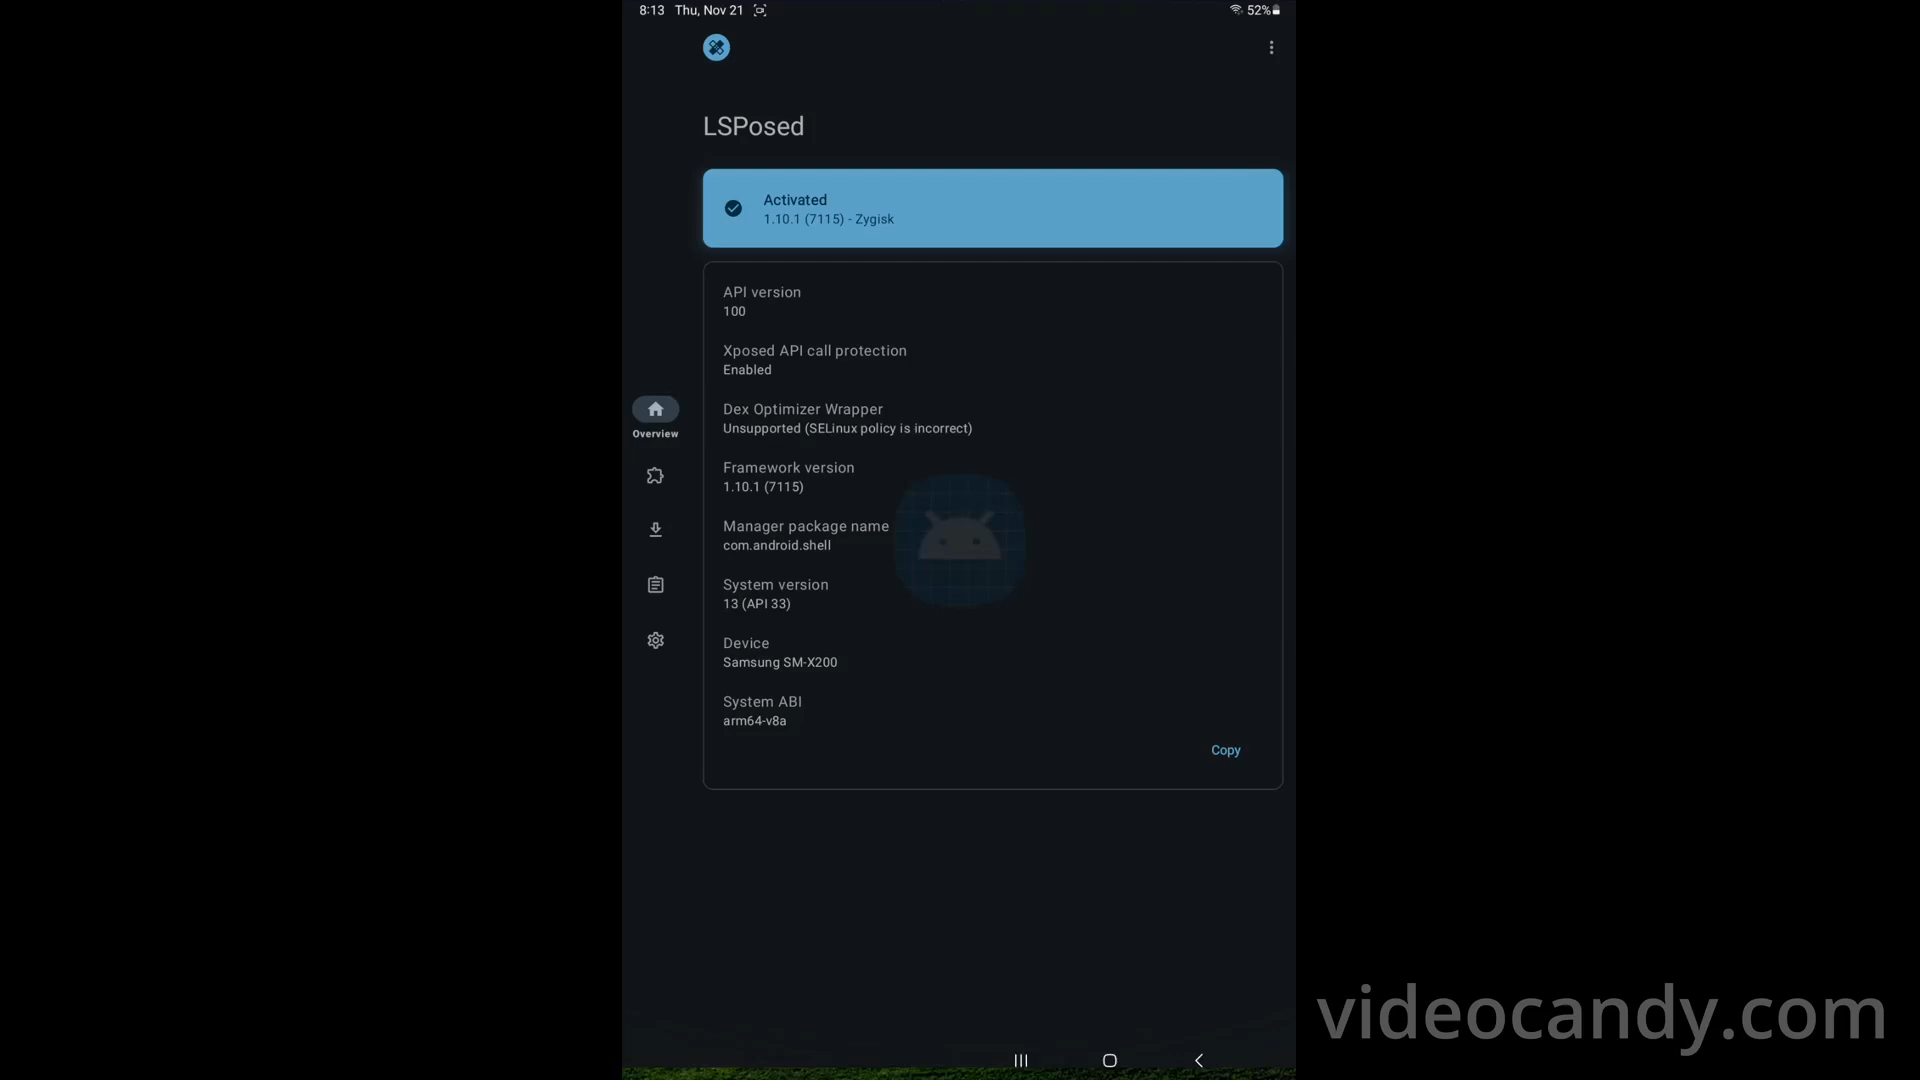 8:13 Thu, Nov 21
52%
LSPosed
Activated
1.10.1 (7115) - Zygisk
API version
100
Xposed API call protection
Enabled
Dex Optimizer Wrapper
Unsupported (SELinux policy is incorrect)
Overview
Framework version
1.10.1 (7115)
Manager package name
com.android.shell
System version
13 (API 33)
Device
Samsung SM-X200
System ABI
arm64-v8a
Copy
videocandy.com